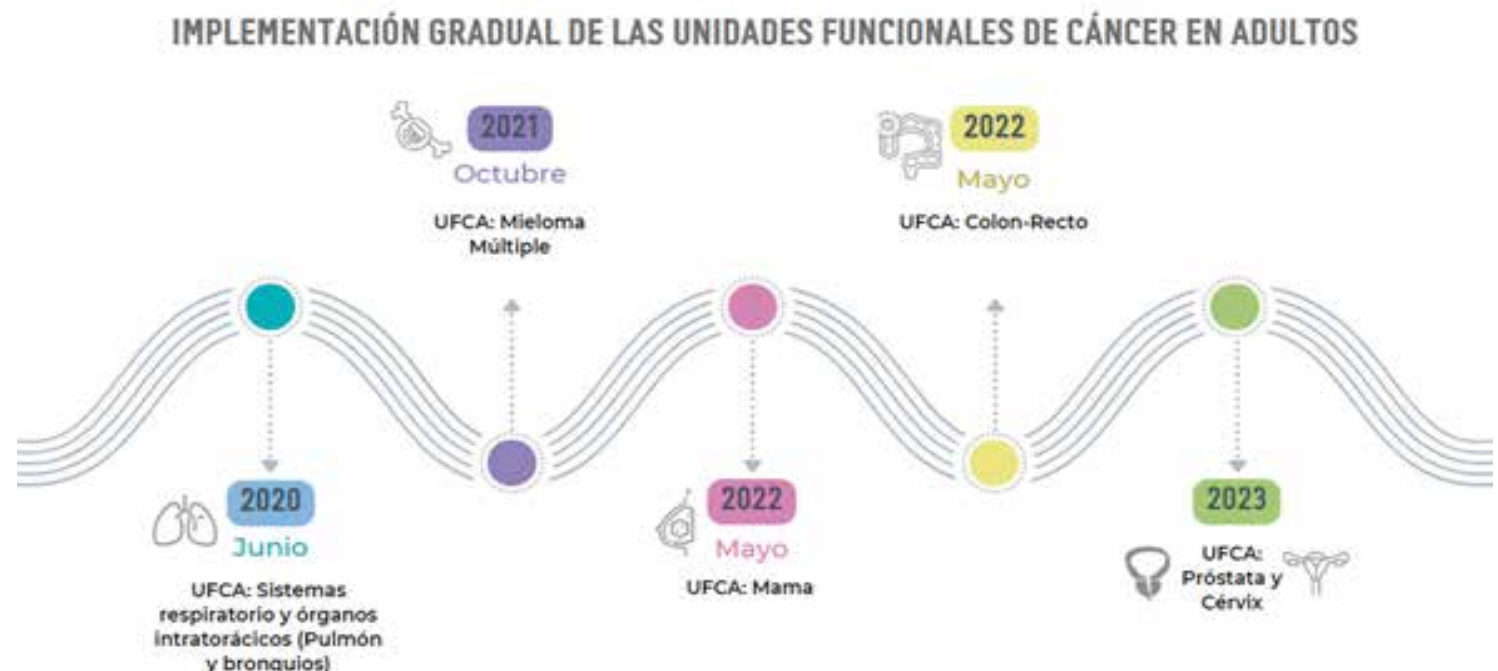 IMPLEMENTACIÓN GRADUAL DE LAS UNIDADES FUNCIONALES DE CÁNCER EN ADULTOS
2020
Junio
UFCA: Sistemas
respiratorio y órganos
intratorácicos (Pulmón
y bronquios)
2021
Octubre
UFCA: Mieloma
Múltiple
2022
Mayo
UFCA: Mama
2022
Mayo
UFCA: Colon-Recto
2023
UFCA:
Próstata y
Cérvix